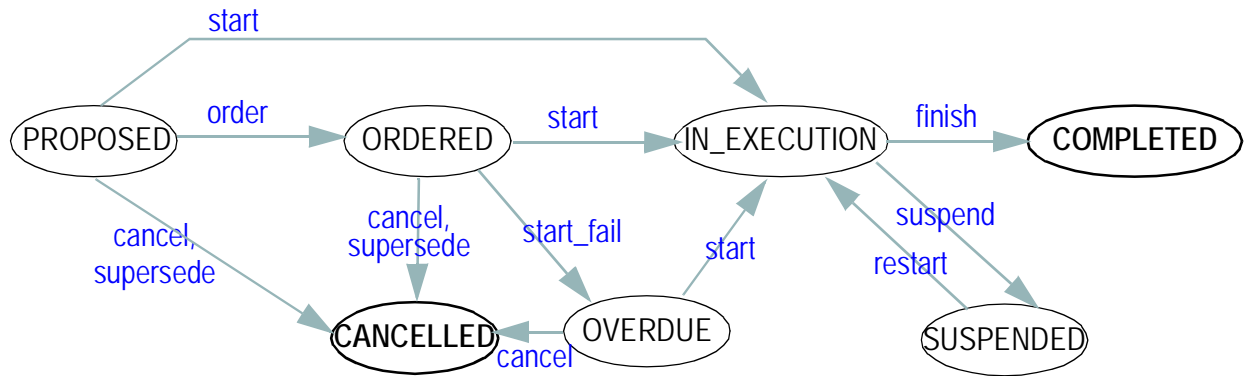 start
order
start
finish
PROPOSED
ORDERED
IN_EXECUTION
COMPLETED
cancel,
supersede
cancel,
supersede
start_fail
start
suspend
restart
CANCELLED
cancel
OVERDUE
SUSPENDED